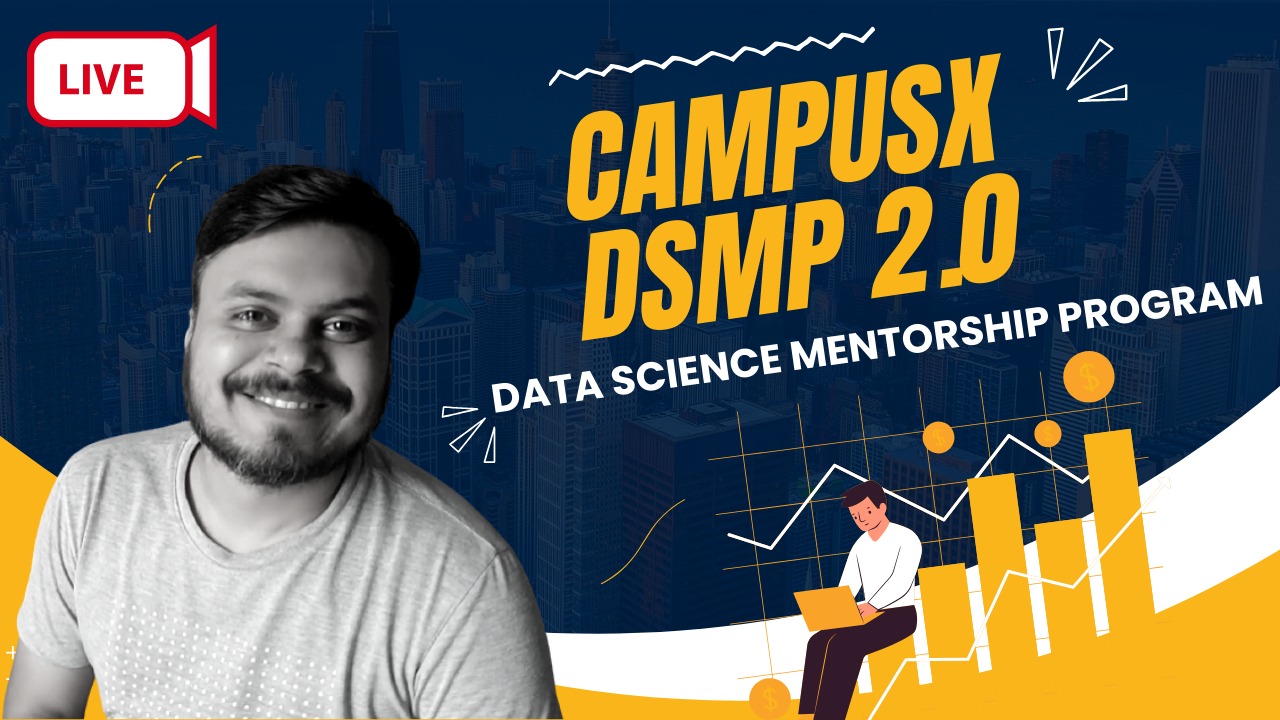 LIVE
CAMPUSX
DSMP 2.0
DATA SCIENCE MENTORSHIP PROGRAM
$
$
$
$